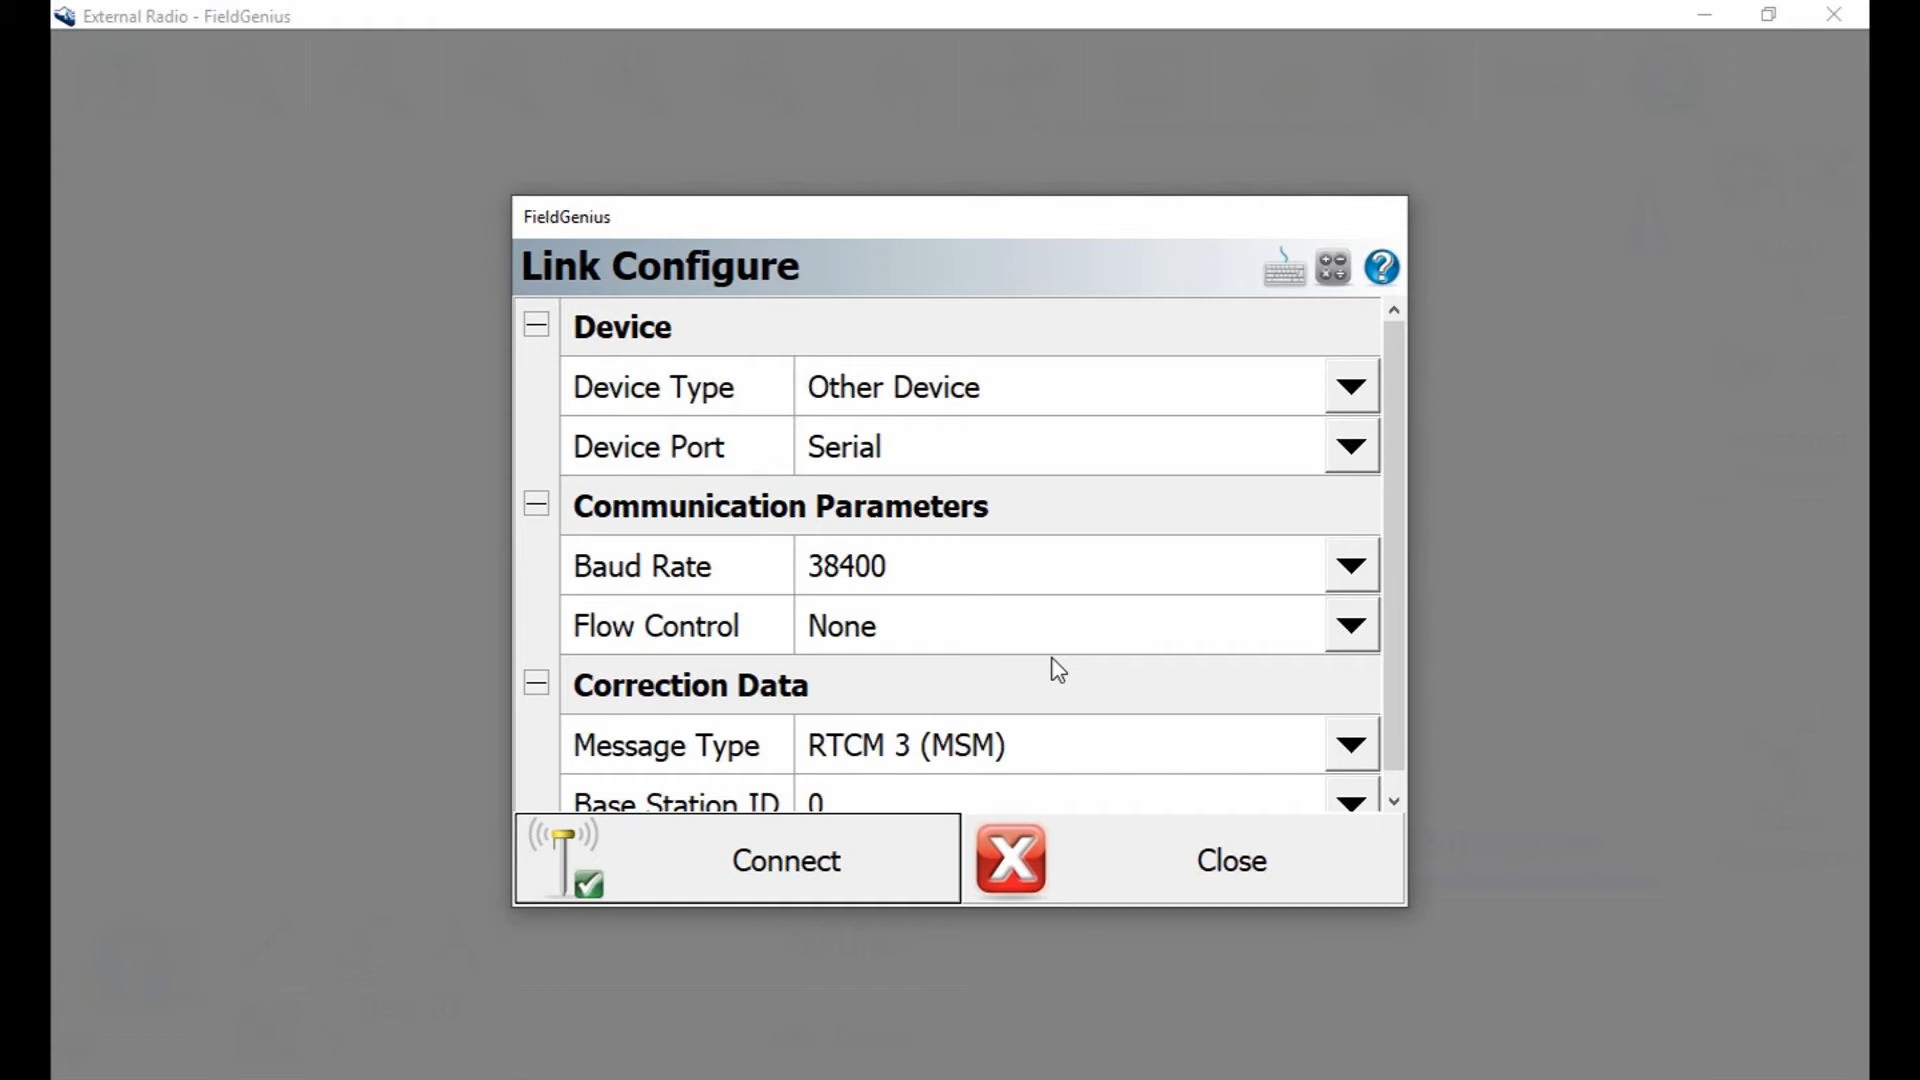 External Radio - FieldGenius
FieldGenius
Link Configure
Device
Device Type Other Device
Device Port Serial
Communication Parameters
Baud Rate 38400
Flow Control None
Correction Data
Message Type RTCM 3 (MSM)
Base Station ID 0
Connect Close